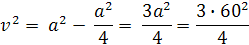 v² = a² − a²/4 = 3a²/4 = 3·60²/4